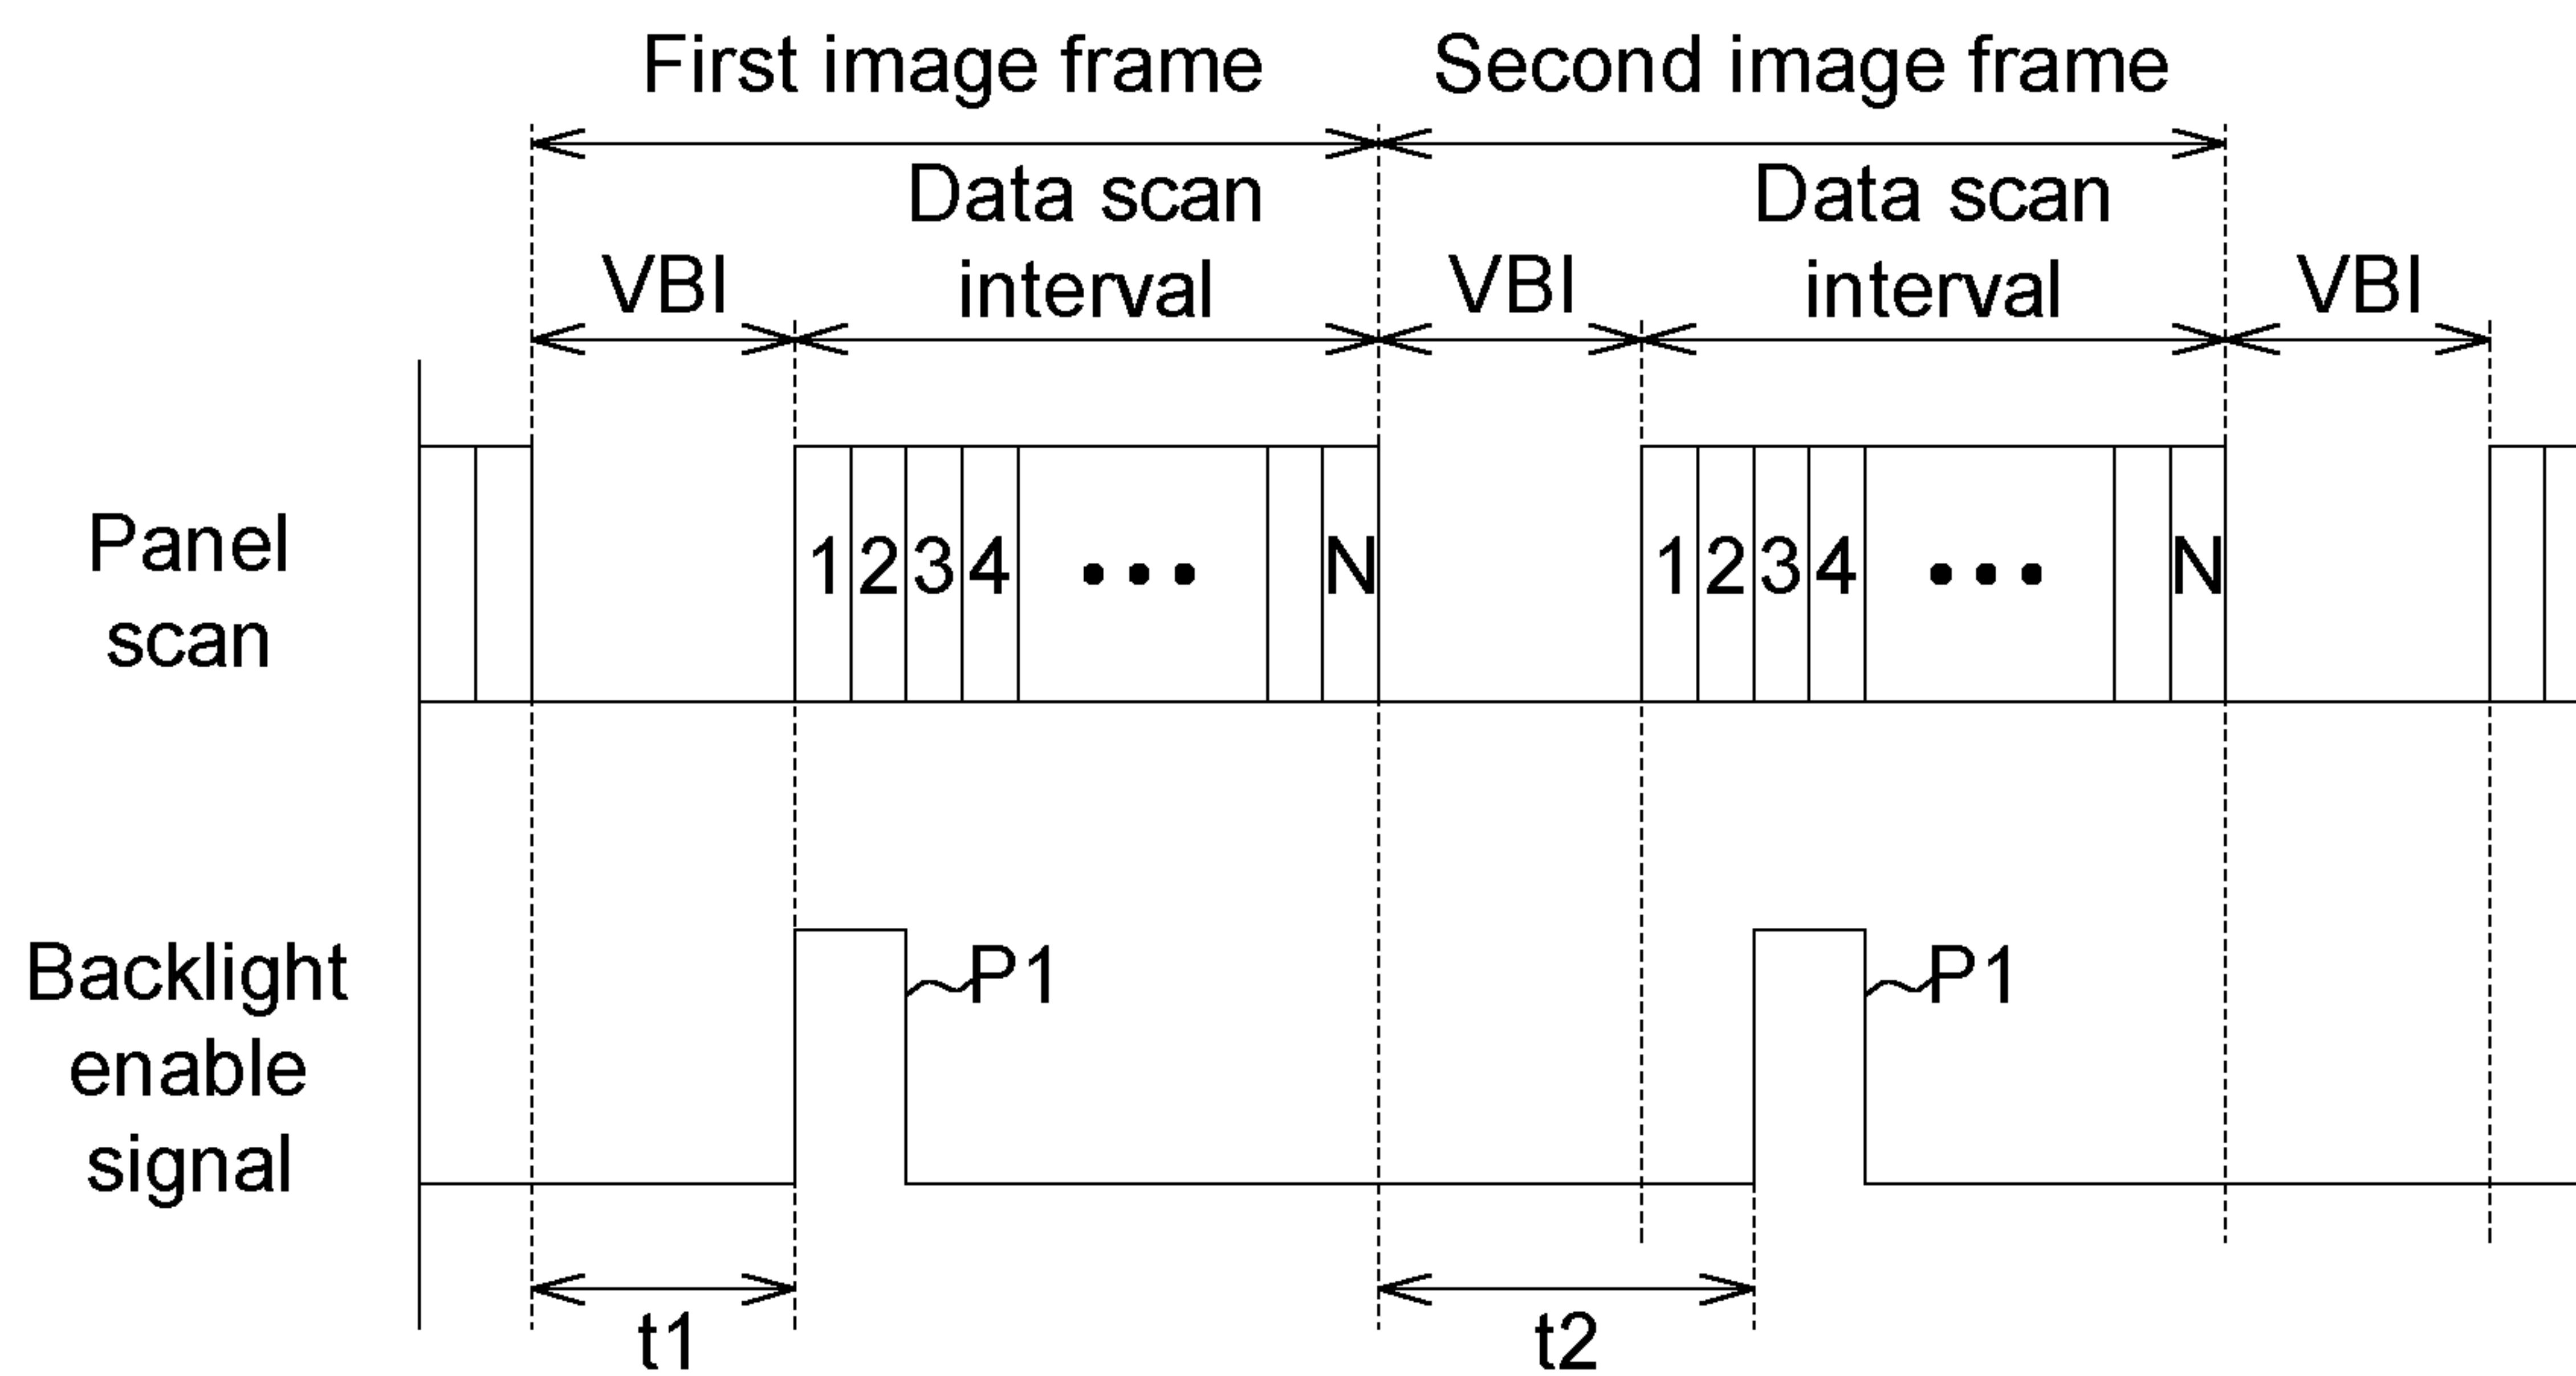 First image frame Second image frame
Data scan Data scan
VBI interval VBI interval VBI
Panel
scan
1 2 3 4 ••• N 1 2 3 4 ••• N
Backlight
enable
signal
P1 P1
t1 t2